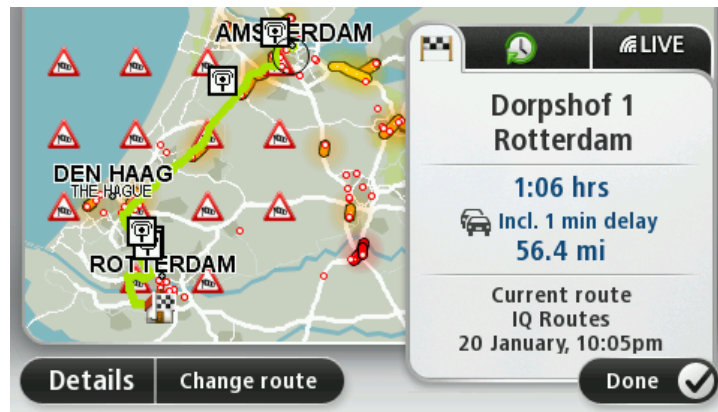 AMSTERDAM
DEN HAAG
THE HAGUE
ROTTERDAM
LIVE
Dorpshof 1
Rotterdam
1:06 hrs
Incl. 1 min delay
56.4 mi
Current route
IQ Routes
20 January, 10:05pm
Details
Change route
Done